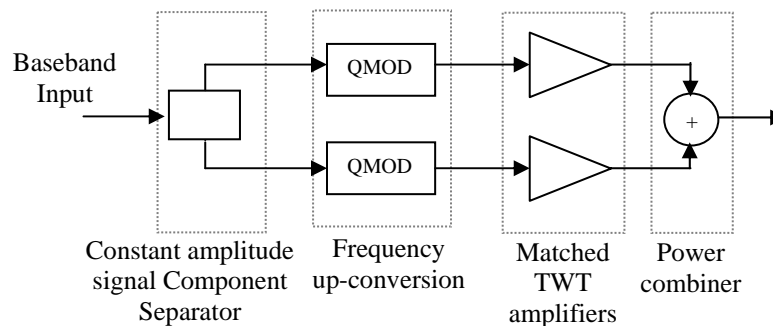 Baseband
Input
QMOD
QMOD
+
Constant amplitude
signal Component
Separator
Frequency
up-conversion
Matched
TWT
amplifiers
Power
combiner